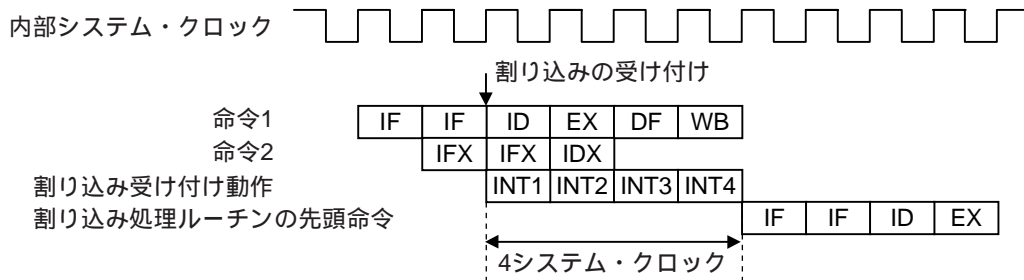 内部システム・クロック
割り込みの受け付け
命令1 IF IF ID EX DF WB
命令2 IFX IFX IDX
割り込み受け付け動作 INT1 INT2 INT3 INT4
割り込み処理ルーチンの先頭命令 IF IF ID EX
4システム・クロック